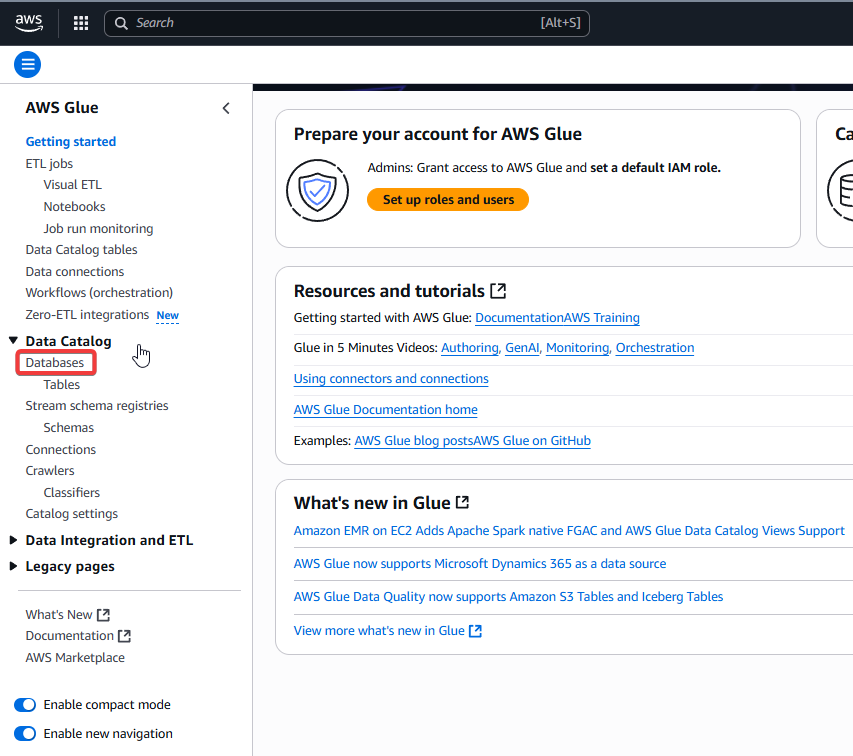 aws
Search [Alt+S]
AWS Glue
Getting started
ETL jobs
Visual ETL
Notebooks
Job run monitoring
Data Catalog tables
Data connections
Workflows (orchestration)
Zero-ETL integrations New
Data Catalog
Databases
Tables
Stream schema registries
Schemas
Connections
Crawlers
Classifiers
Catalog settings
Data Integration and ETL
Legacy pages
What's New
Documentation
AWS Marketplace
Enable compact mode
Enable new navigation
Prepare your account for AWS Glue
Admins: Grant access to AWS Glue and set a default IAM role.
Set up roles and users
Ca
Resources and tutorials
Getting started with AWS Glue: DocumentationAWS Training
Glue in 5 Minutes Videos: Authoring, GenAI, Monitoring, Orchestration
Using connectors and connections
AWS Glue Documentation home
Examples: AWS Glue blog postsAWS Glue on GitHub
What's new in Glue
Amazon EMR on EC2 Adds Apache Spark native FGAC and AWS Glue Data Catalog Views Support
AWS Glue now supports Microsoft Dynamics 365 as a data source
AWS Glue Data Quality now supports Amazon S3 Tables and Iceberg Tables
View more what's new in Glue